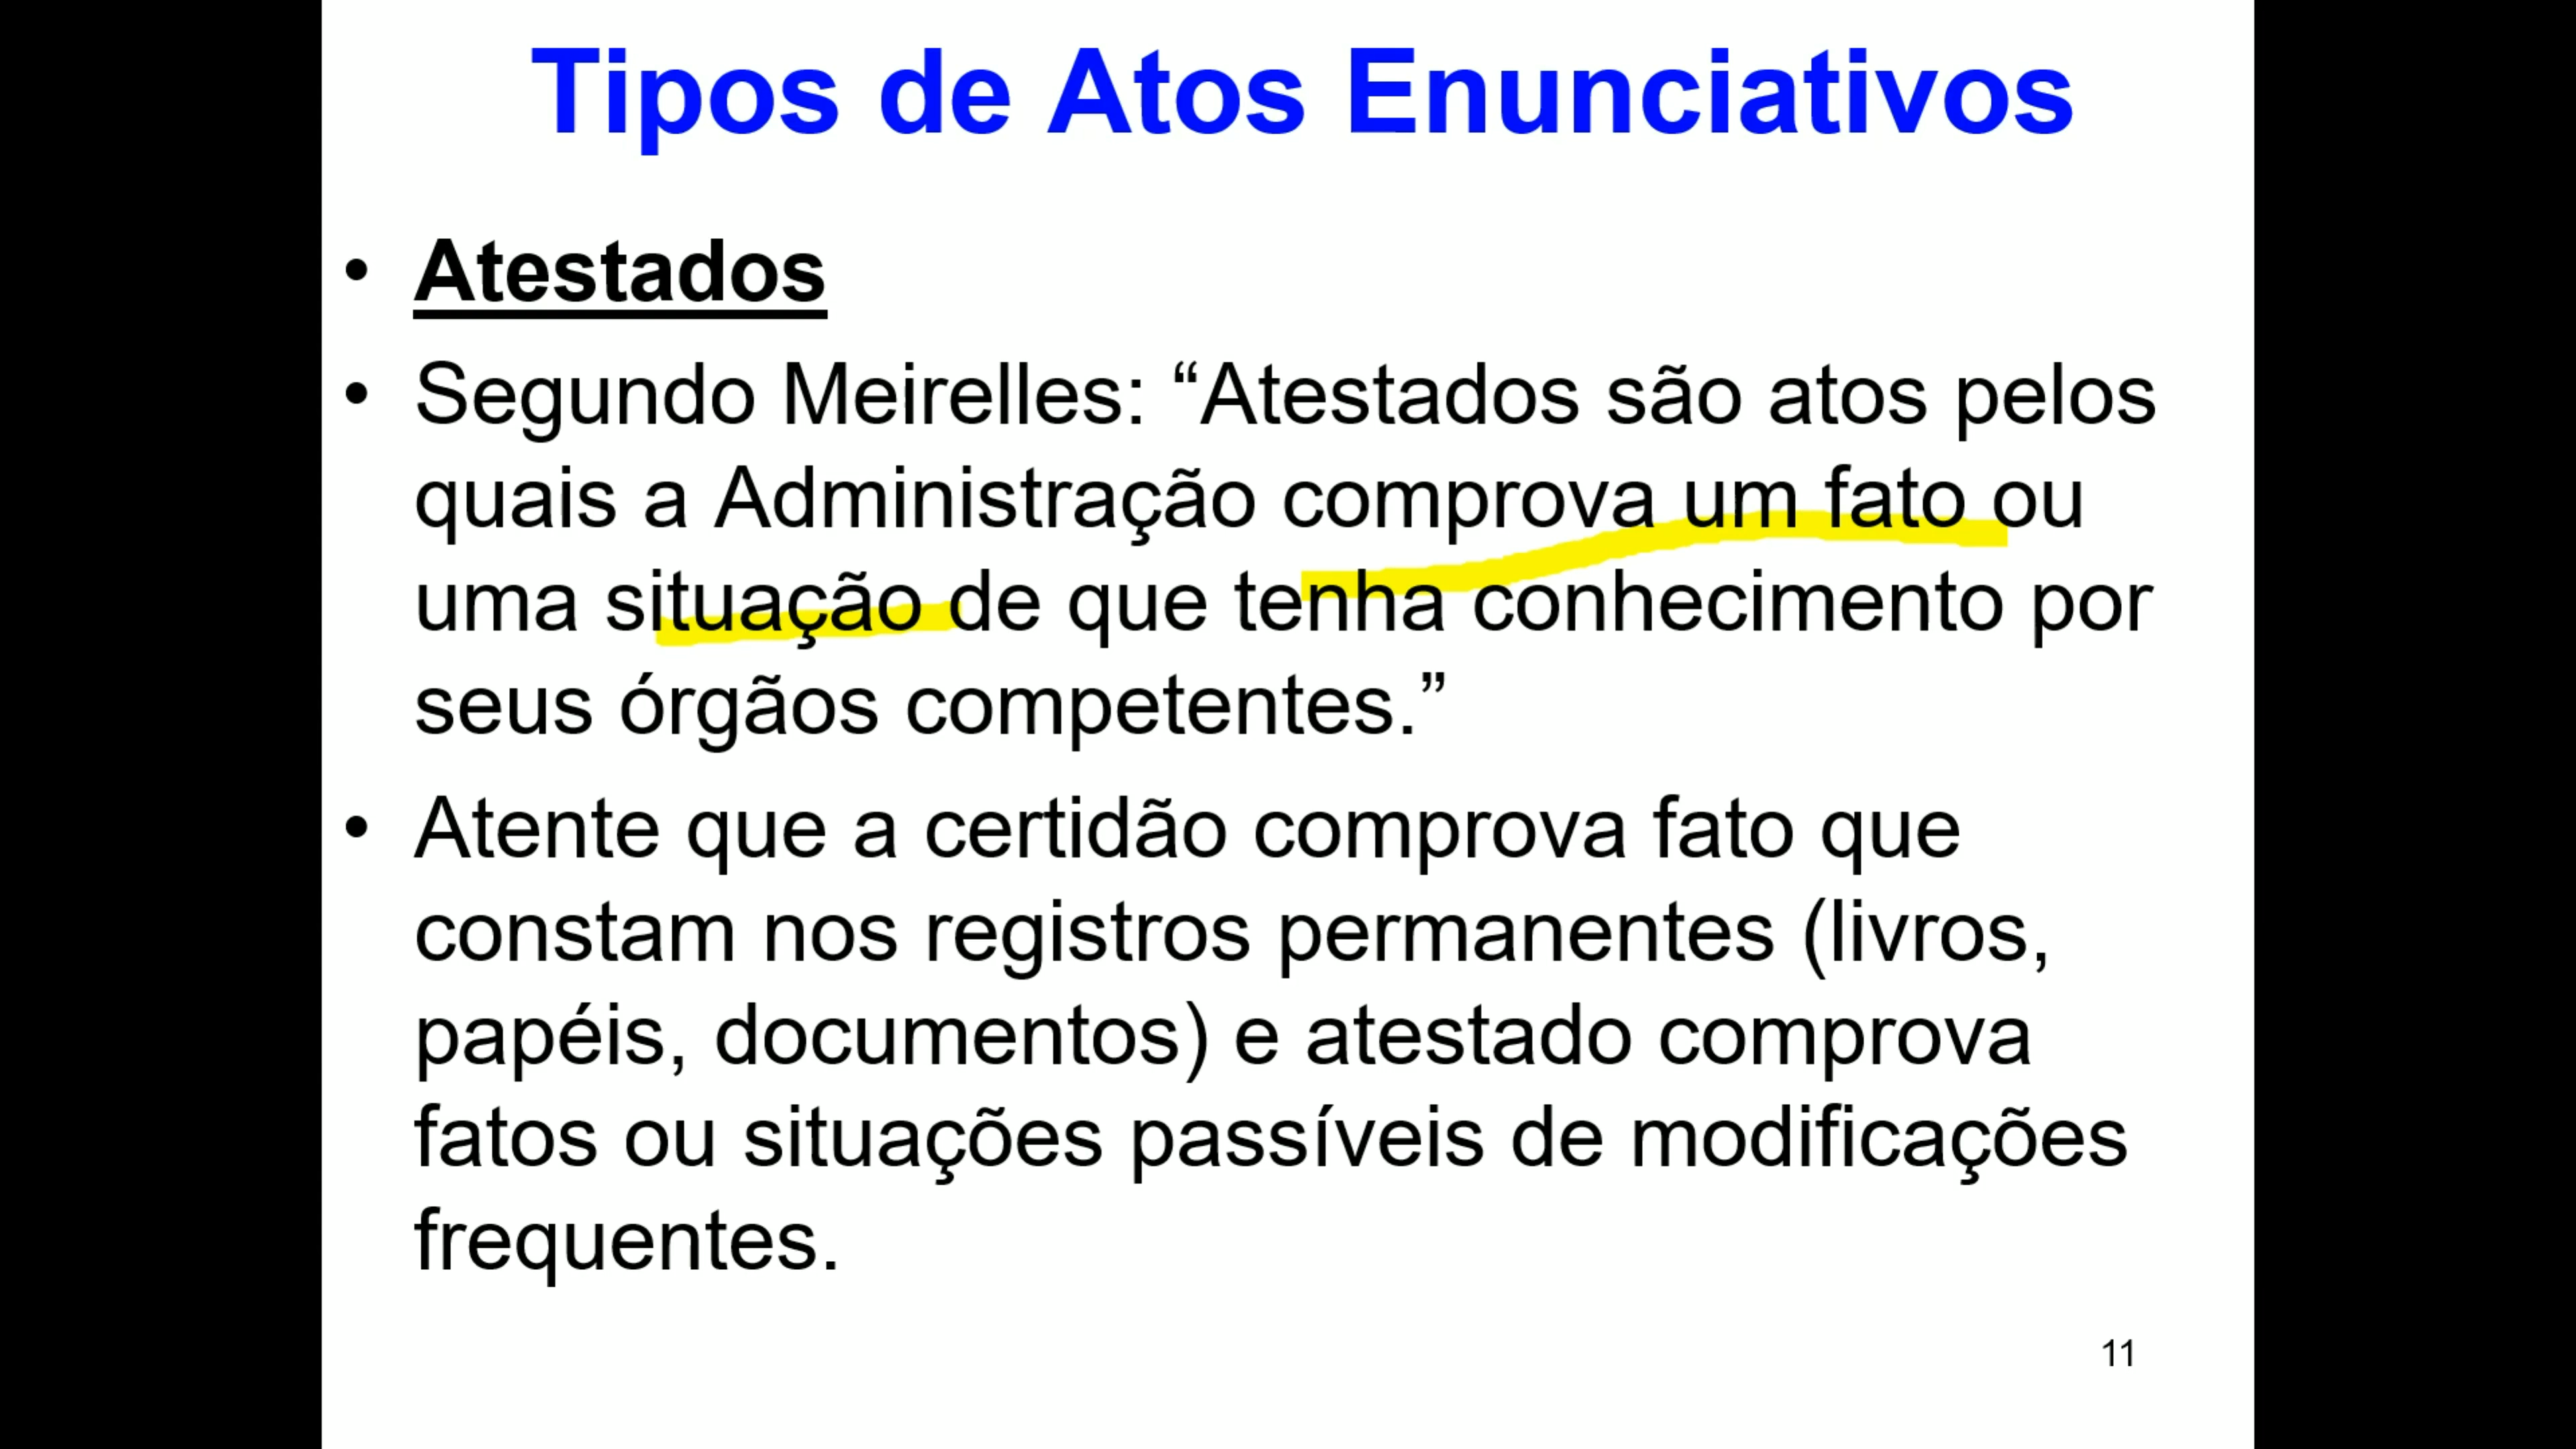 Tipos de Atos Enunciativos
• Atestados
• Segundo Meirelles: “Atestados são atos pelos
quais a Administração comprova um fato ou
uma situação de que tenha conhecimento por
seus órgãos competentes.”
• Atente que a certidão comprova fato que
constam nos registros permanentes (livros,
papéis, documentos) e atestado comprova
fatos ou situações passíveis de modificações
frequentes.
11